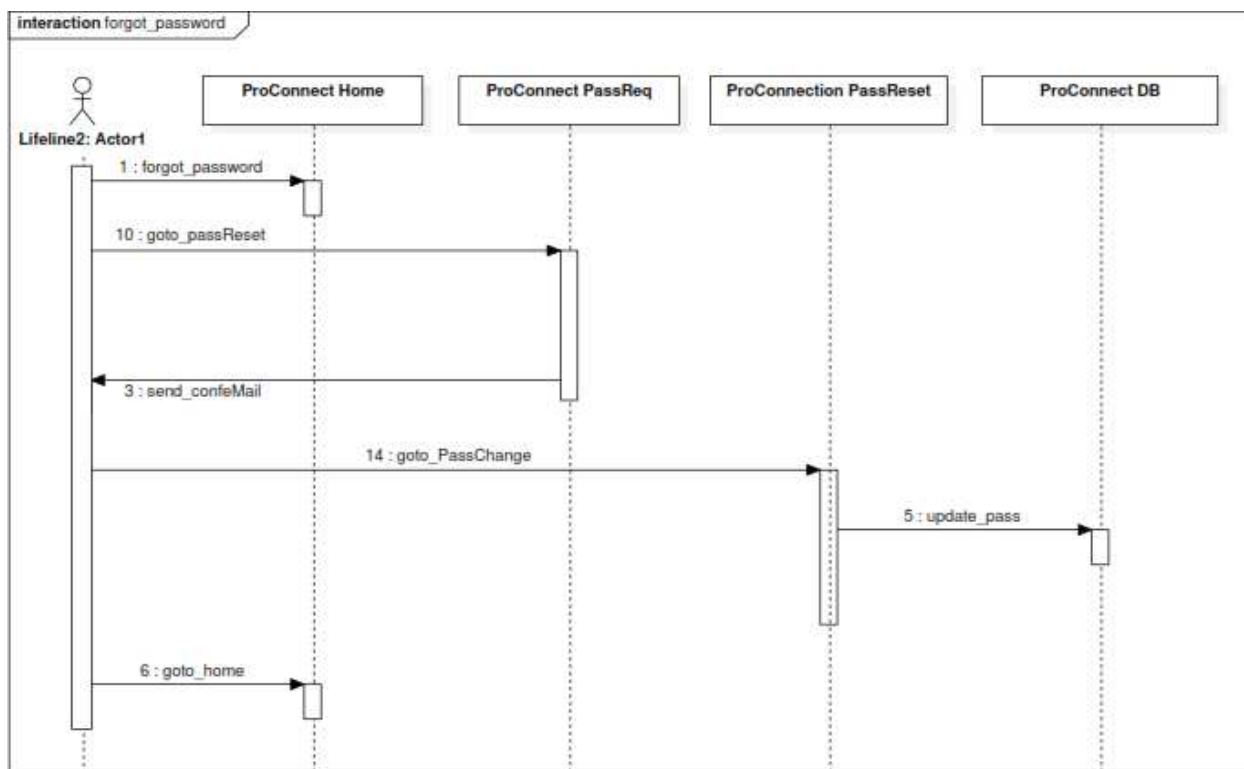 interaction forgot_password
ProConnect Home
ProConnect PassReq
ProConnection PassReset
ProConnect DB
Lifeline2: Actor1
1 : forgot_password
10 : goto_passReset
3 : send_confeMail
14 : goto_PassChange
5 : update_pass
6 : goto_home